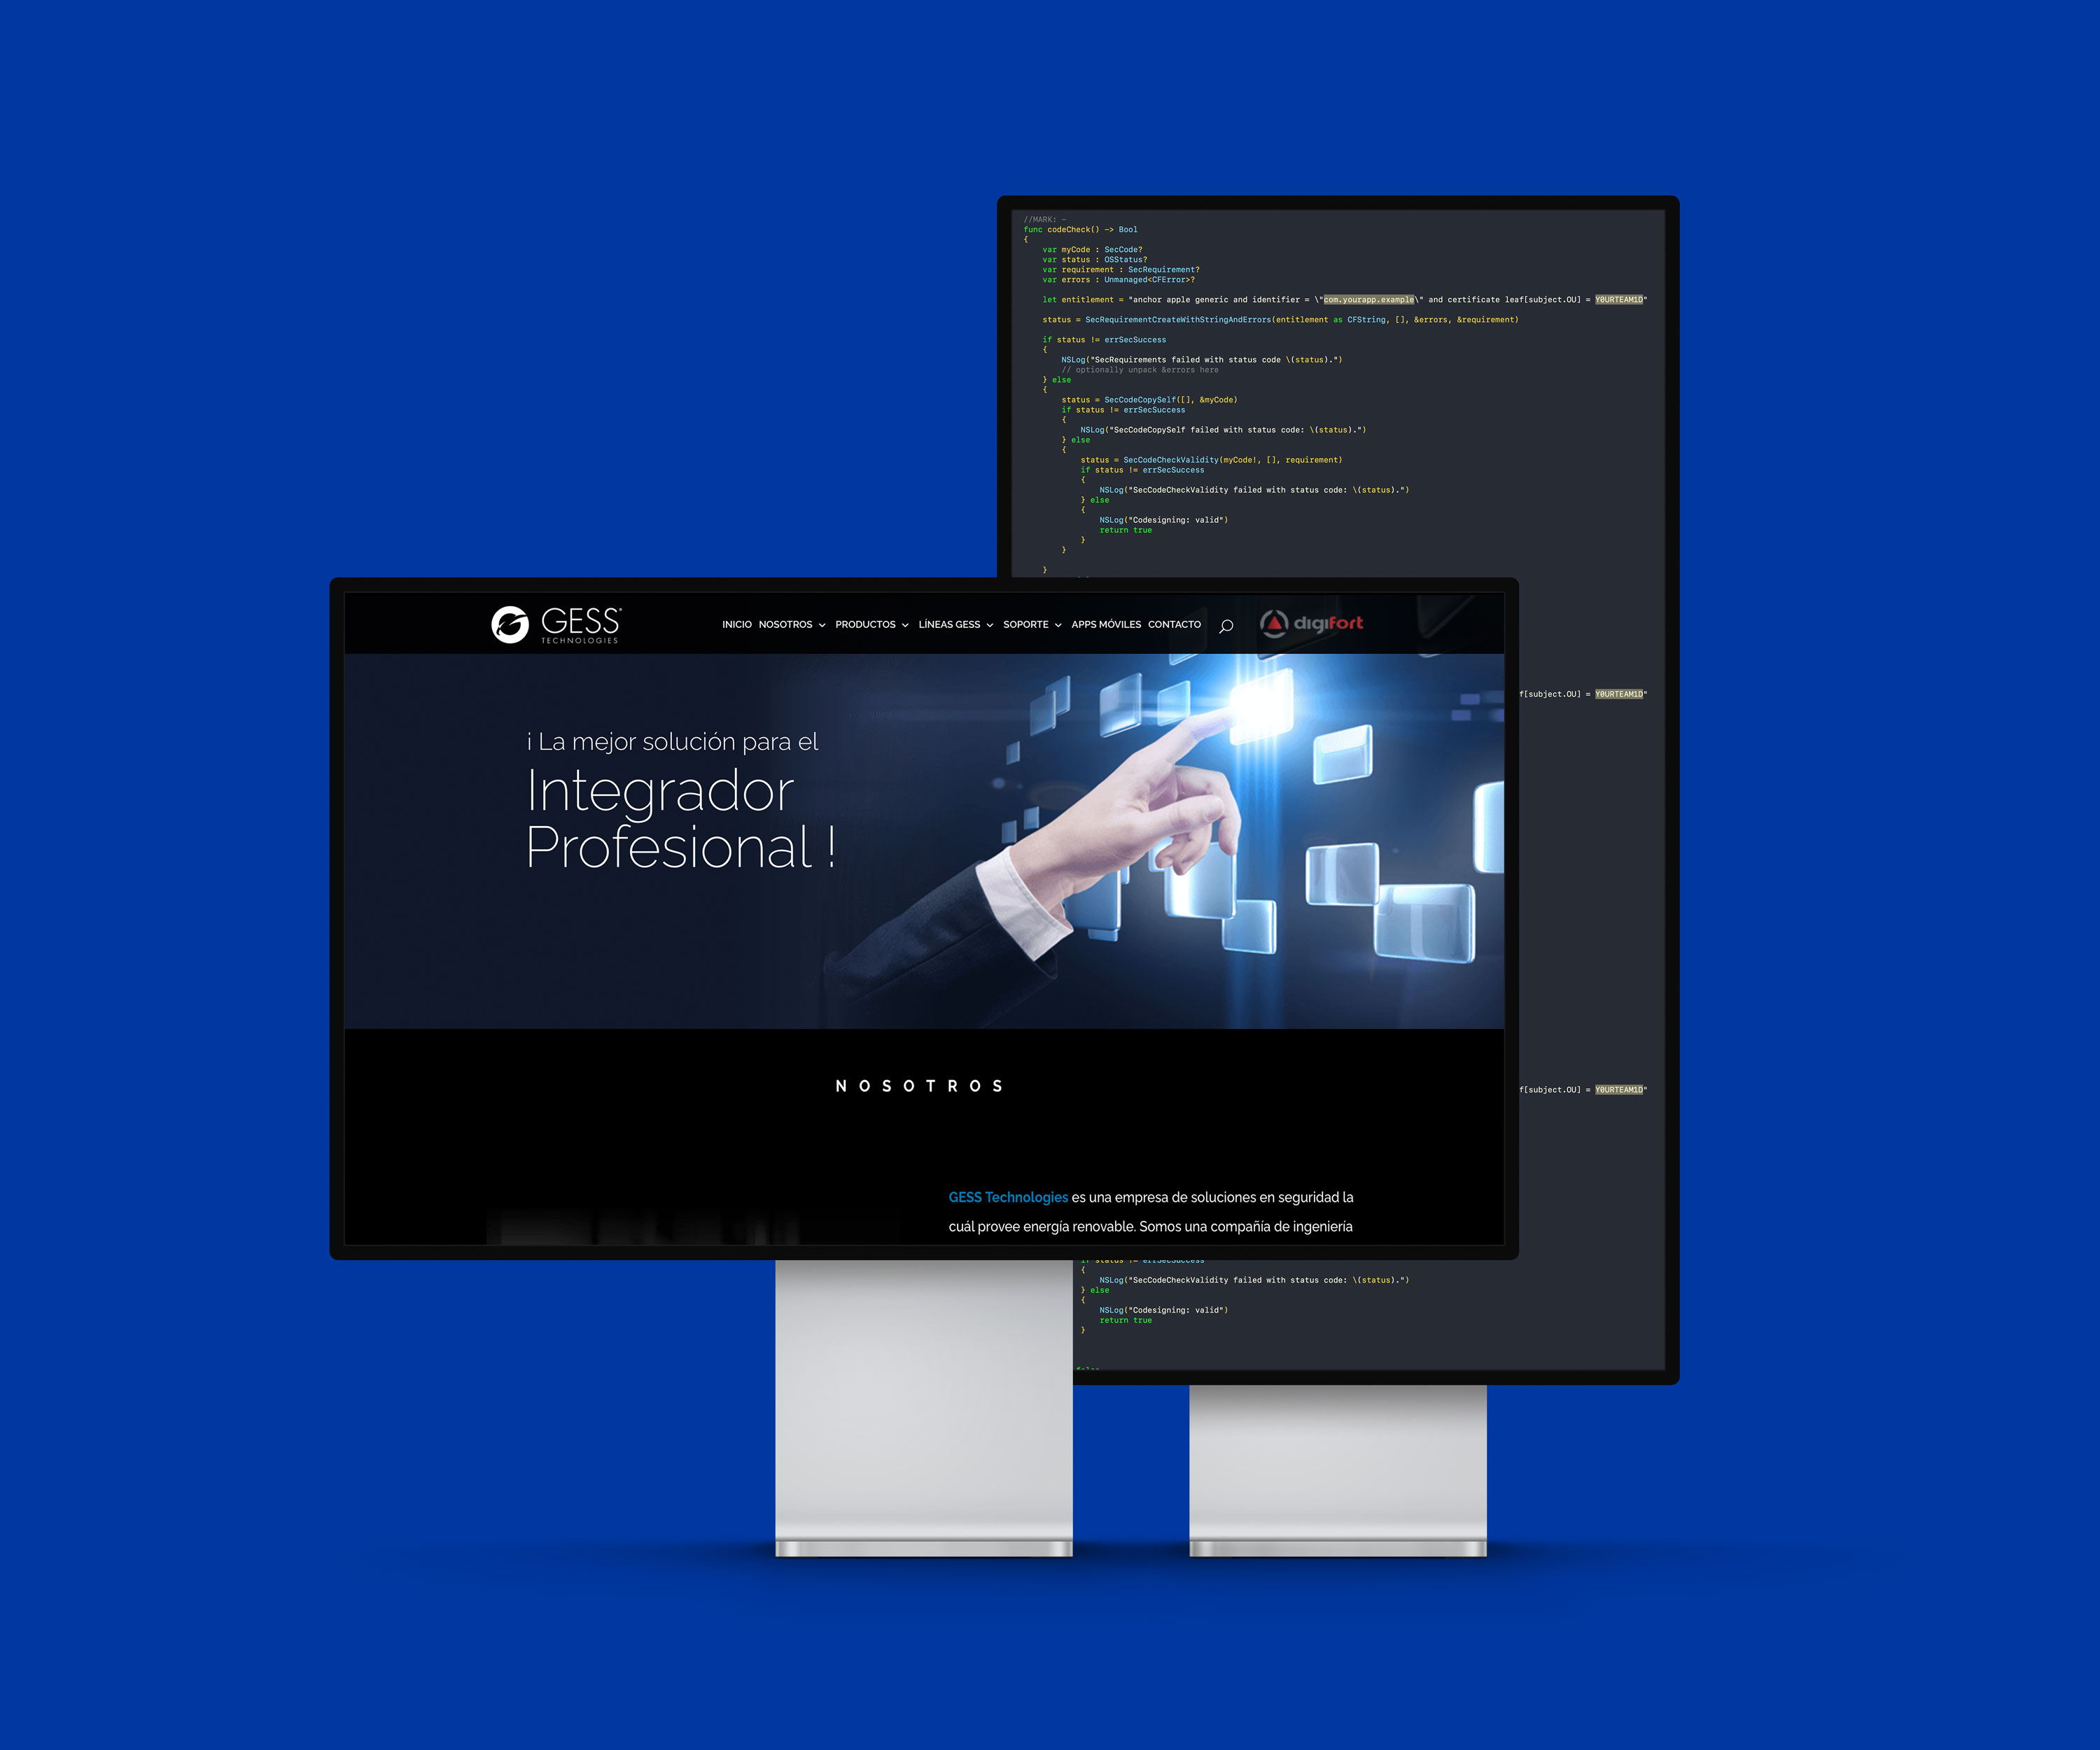 //MARK: –
func codeCheck() -> Bool
{
var myCode : SecCode?
var status : OSStatus?
var requirement : SecRequirement?
var errors : Unmanaged<CFError>?
let entitlement = "anchor apple generic and identifier = \"com.yourapp.example\" and certificate leaf[subject.OU] = Y0URTEAM1D"
status = SecRequirementCreateWithStringAndErrors(entitlement as CFString, [], &errors, &requirement)
if status != errSecSuccess
{
NSLog("SecRequirements failed with status code \(status).")
// optionally unpack &errors here
} else
{
status = SecCodeCopySelf([], &myCode)
if status != errSecSuccess
{
NSLog("SecCodeCopySelf failed with status code: \(status).")
} else
{
status = SecCodeCheckValidity(myCode!, [], requirement)
if status != errSecSuccess
{
NSLog("SecCodeCheckValidity failed with status code: \(status).")
} else
{
NSLog("Codesigning: valid")
return true
}
}
}
GESS®
TECHNOLOGIES
INICIO NOSOTROS PRODUCTOS LÍNEAS GESS SOPORTE APPS MÓVILES CONTACTO
digifort
f[subject.OU] = Y0URTEAM1D"
¡ La mejor solución para el
Integrador
Profesional !
NOSOTROS
f[subject.OU] = Y0URTEAM1D"
GESS Technologies es una empresa de soluciones en seguridad la
cuál provee energía renovable. Somos una compañía de ingeniería
if status != errSecSuccess
{
NSLog("SecCodeCheckValidity failed with status code: \(status).")
} else
{
NSLog("Codesigning: valid")
return true
}